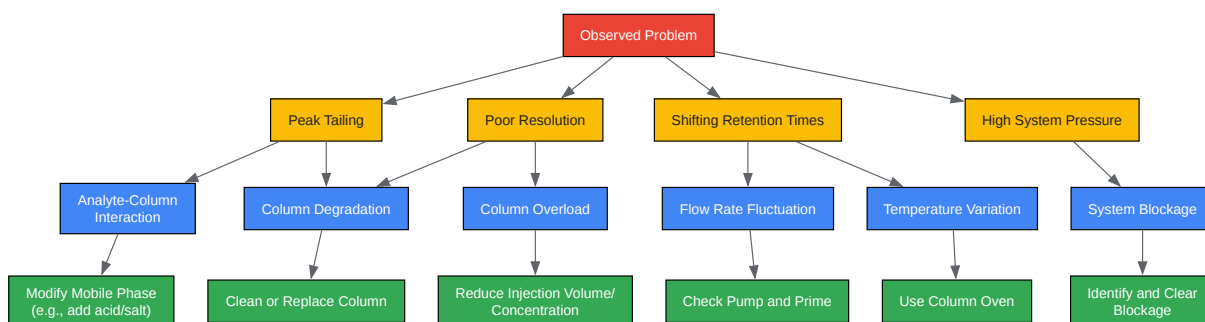 Observed Problem
Peak Tailing
Poor Resolution
Shifting Retention Times
High System Pressure
Analyte-Column
Interaction
Column Degradation
Column Overload
Flow Rate Fluctuation
Temperature Variation
System Blockage
Modify Mobile Phase
(e.g., add acid/salt)
Clean or Replace Column
Reduce Injection Volume/
Concentration
Check Pump and Prime
Use Column Oven
Identify and Clear
Blockage